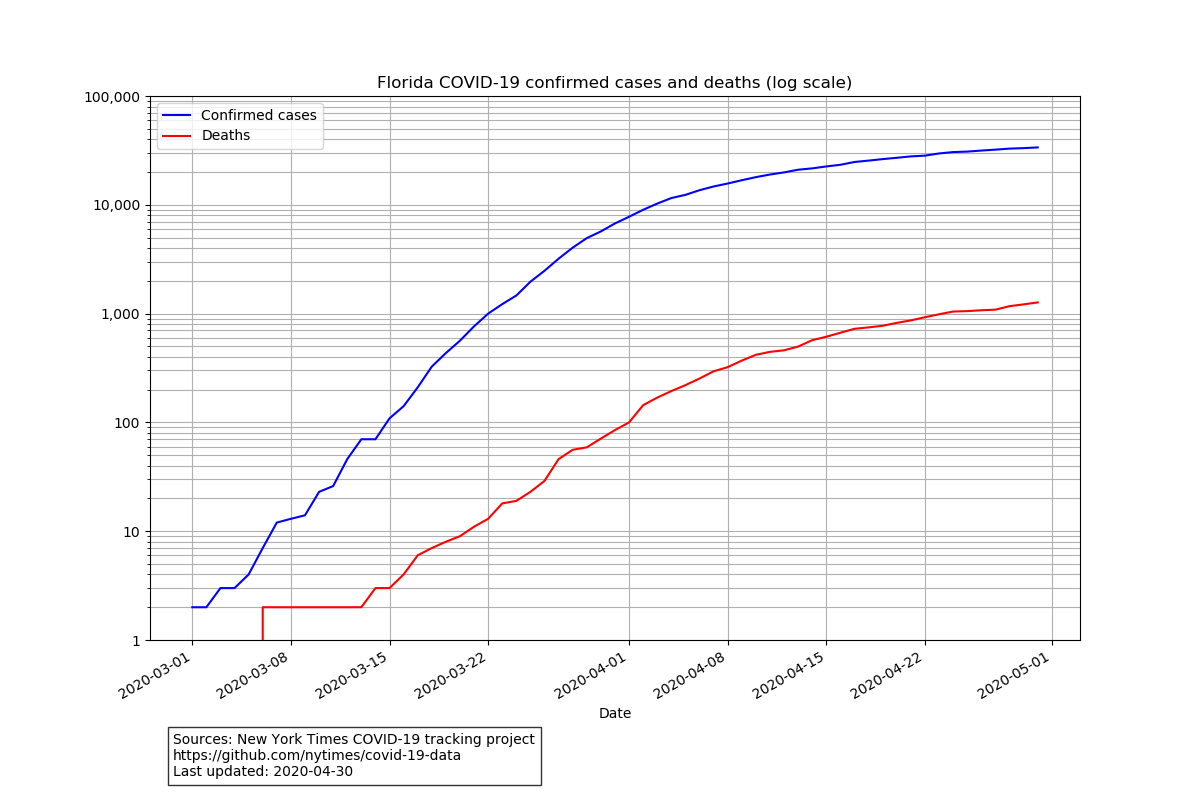 Florida COVID-19 confirmed cases and deaths (log scale)
100,000
10,000
1,000
100
10
1
Confirmed cases
Deaths
2020-03-01
2020-03-08
2020-03-15
2020-03-22
2020-04-01
2020-04-08
2020-04-15
2020-04-22
2020-05-01
Date
Sources: New York Times COVID-19 tracking project
https://github.com/nytimes/covid-19-data
Last updated: 2020-04-30